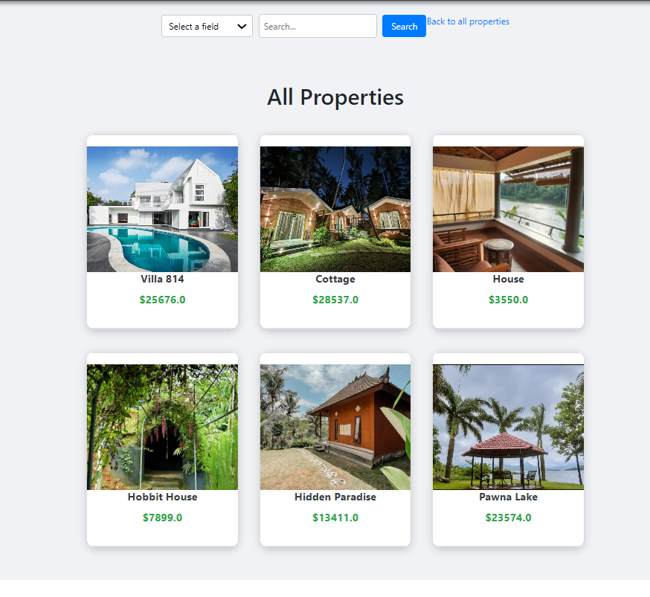 Select a field Search... Search Back to all properties
All Properties
Villa 814 Cottage House
$25676.0 $28537.0 $3550.0
Hobbit House Hidden Paradise Pawna Lake
$7899.0 $13411.0 $23574.0